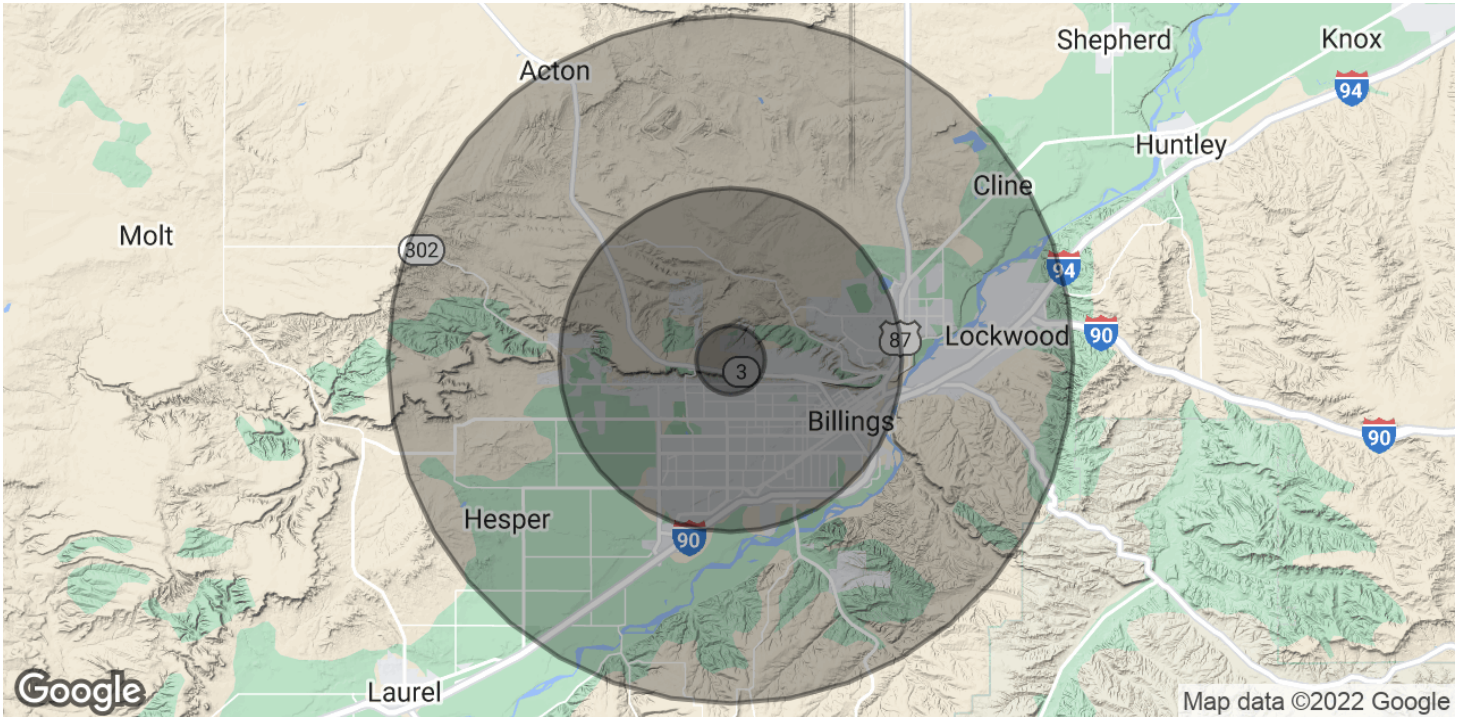 Shepherd
Knox
Acton
94
Huntley
Cline
Molt
302
94
87
Lockwood
90
3
Billings
90
Hesper
90
Laurel
Google
Map data ©2022 Google